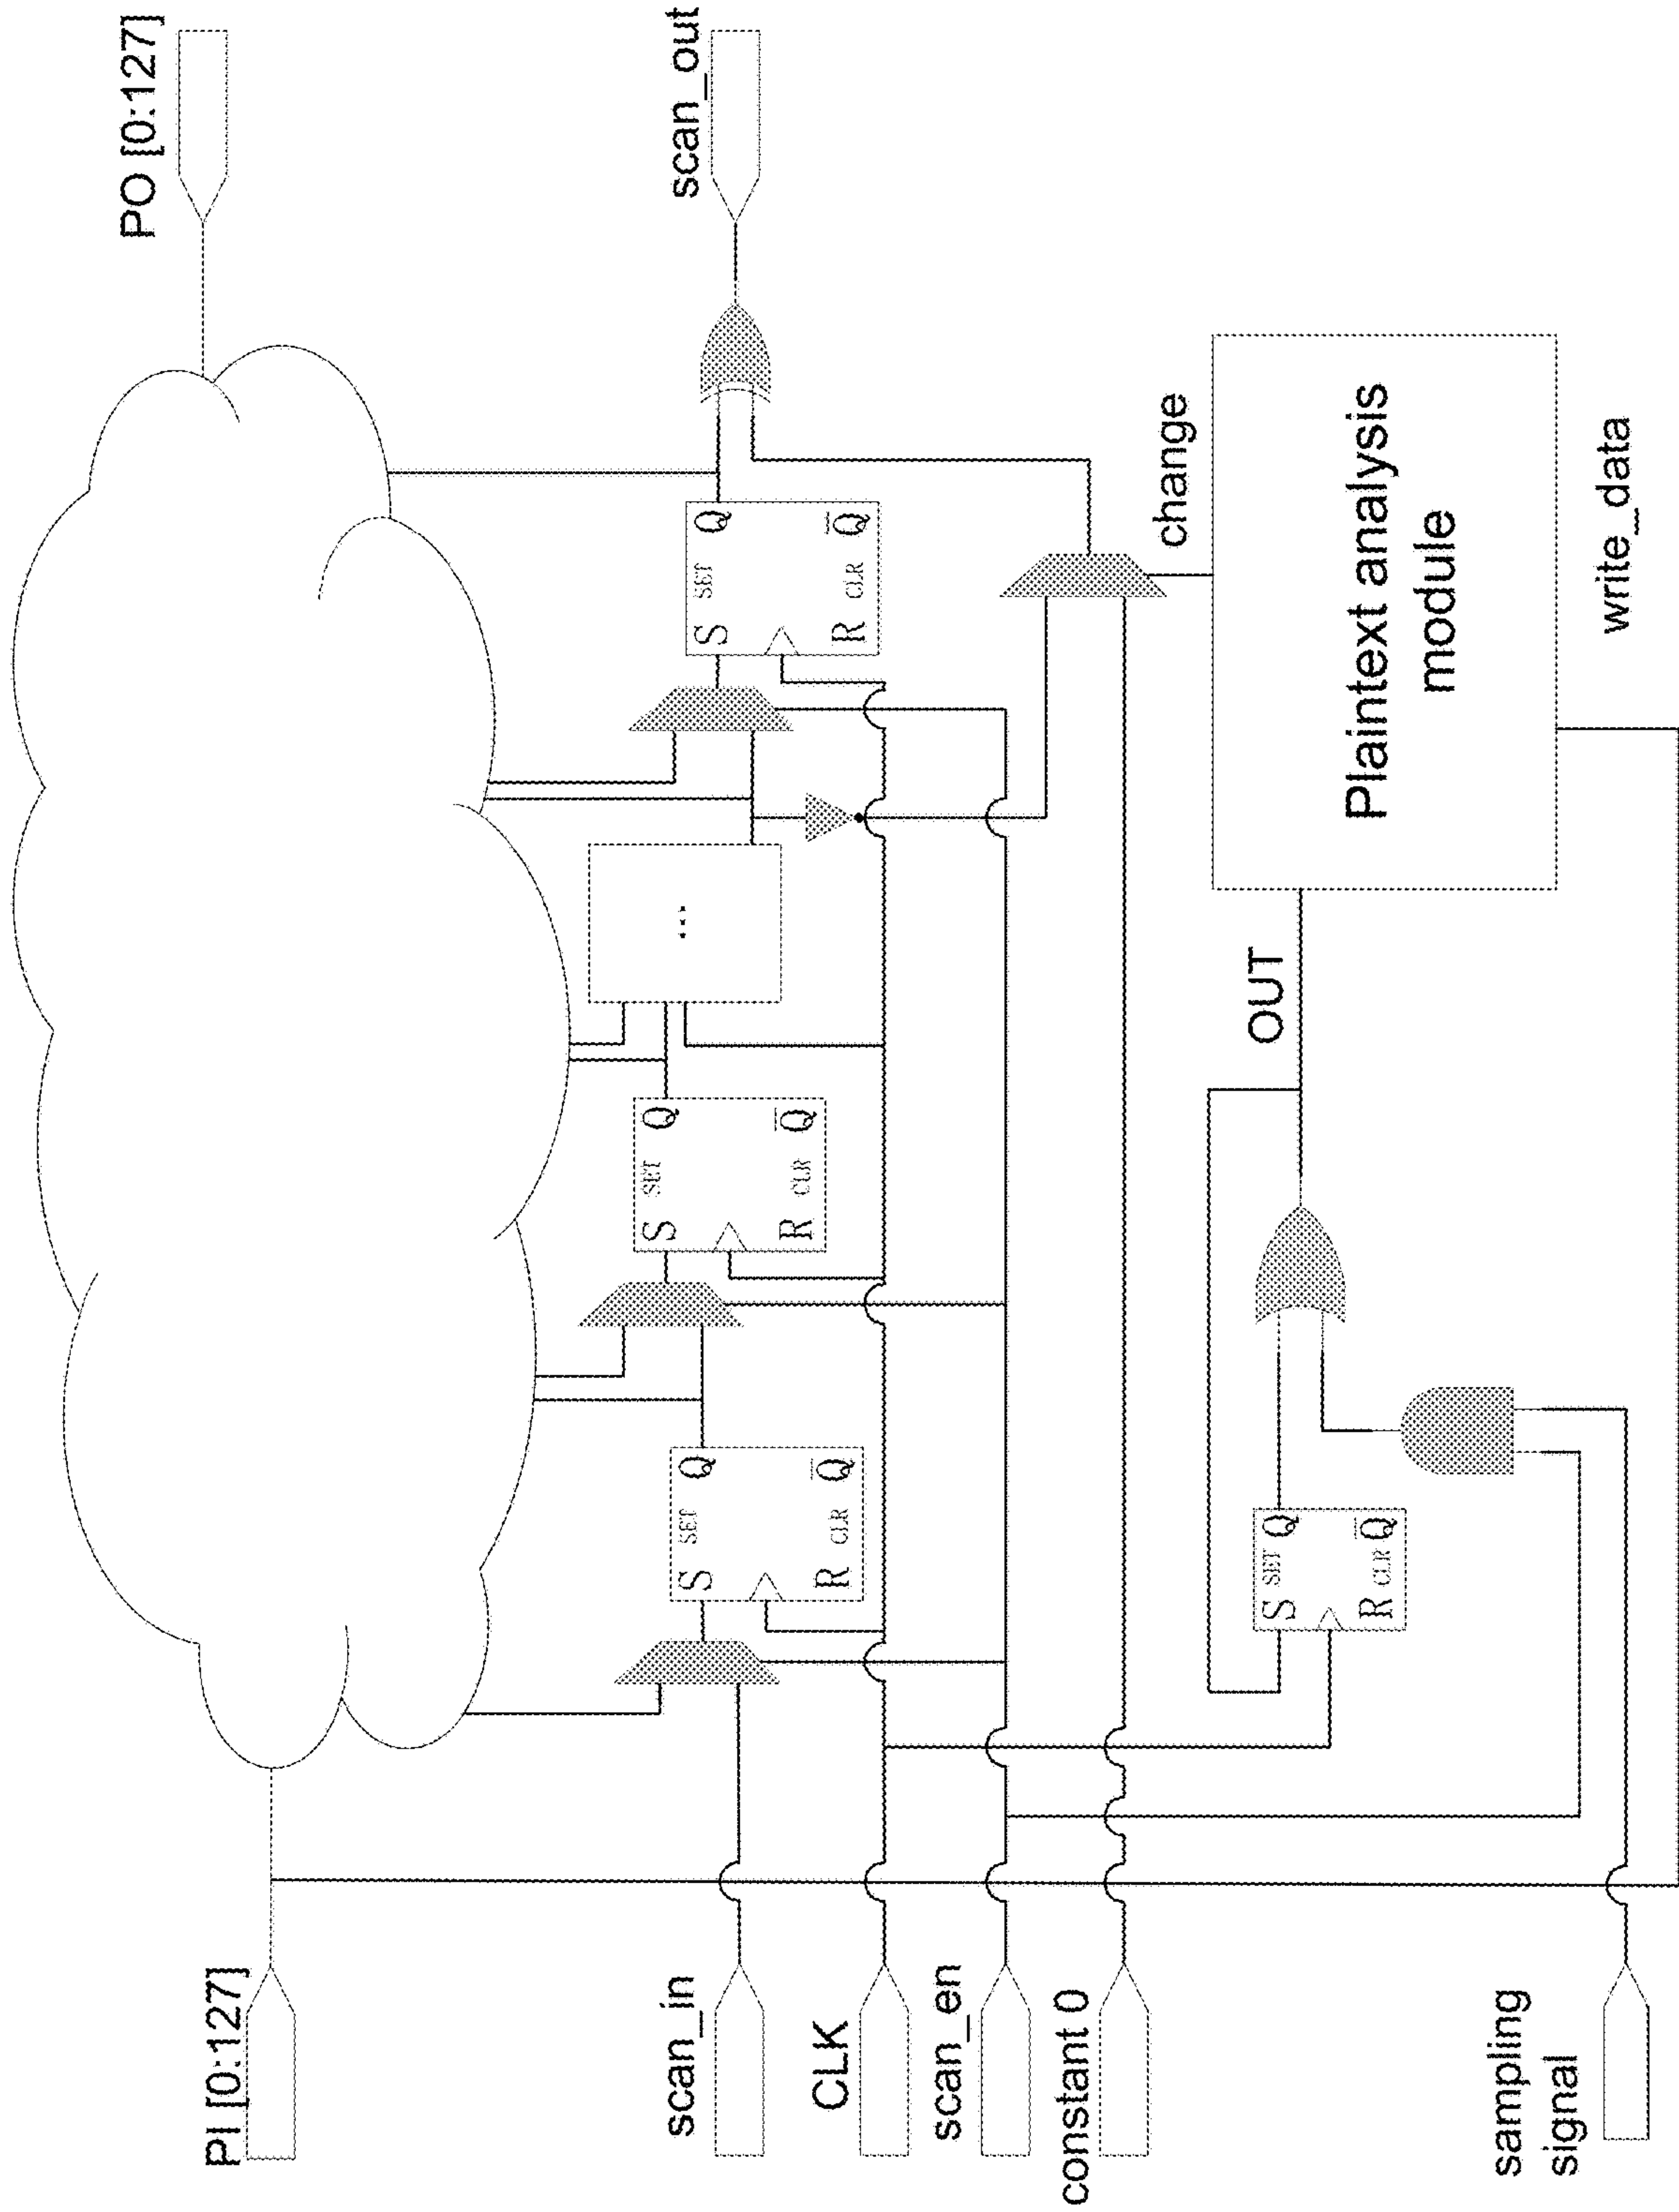 PI [0:127]
PO [0:127]
scan_in
scan_out
CLK
scan_en
constant 0
sampling
signal
S
SET
Q
R
CLR
Q̅
S
SET
Q
R
CLR
Q̅
...
S
SET
Q
R
CLR
Q̅
change
S
SET
Q
R
CLR
Q̅
OUT
Plaintext analysis
module
write_data